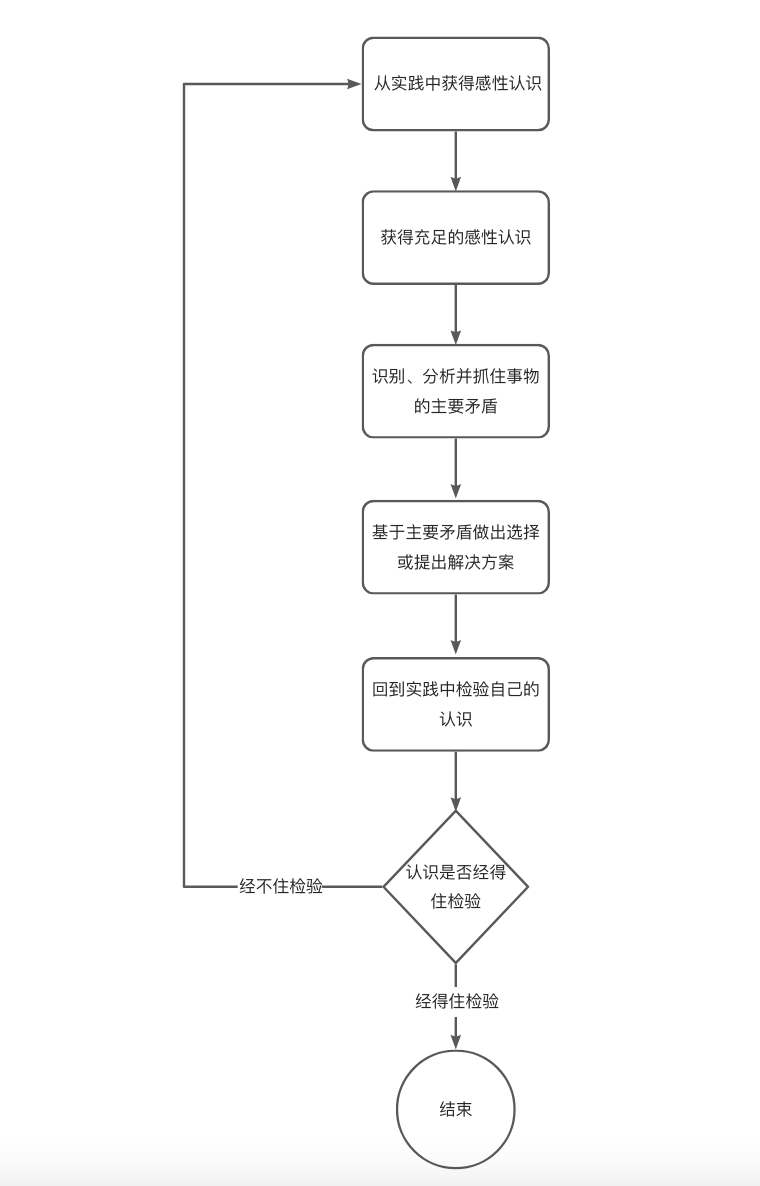 从实践中获得感性认识
获得充足的感性认识
识别、分析并抓住事物
的主要矛盾
基于主要矛盾做出选择
或提出解决方案
回到实践中检验自己的
认识
认识是否经得
住检验
经不住检验
经得住检验
结束